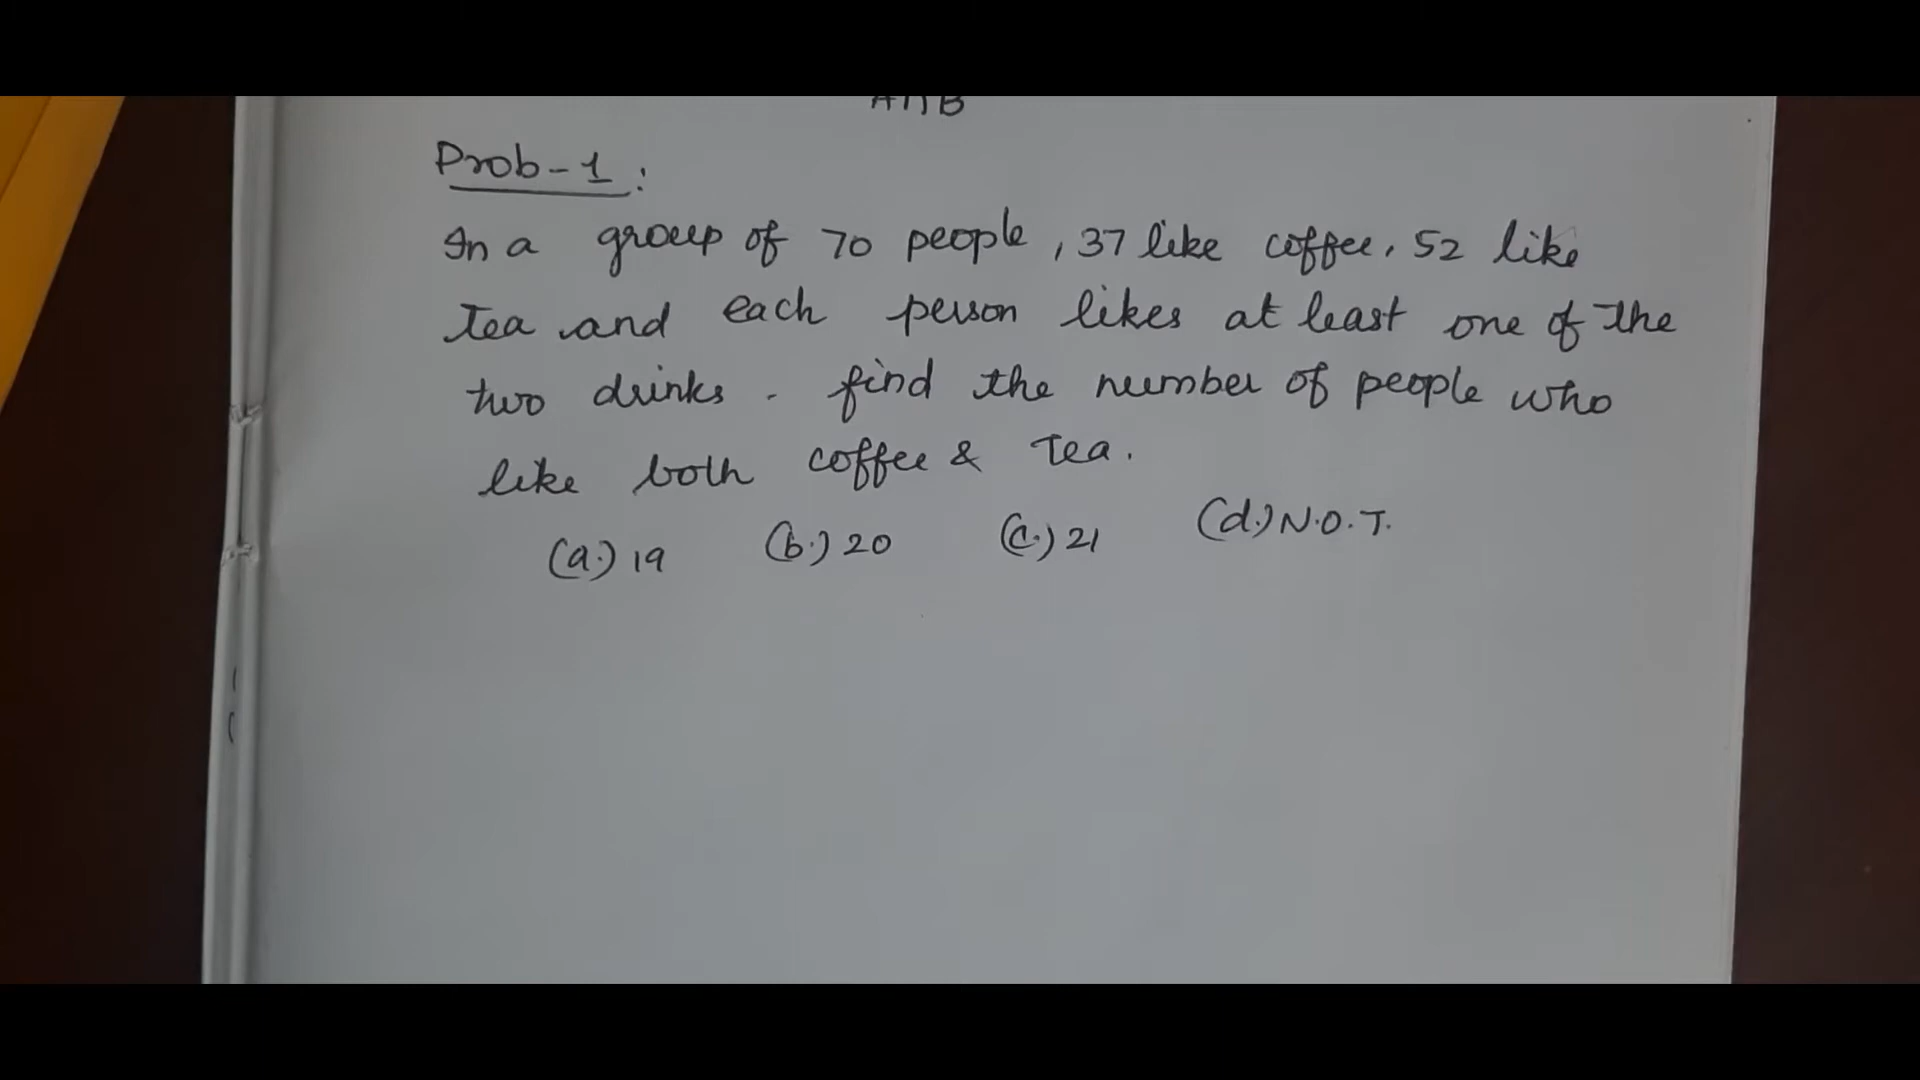 A∩B
Prob-1:
In a group of 70 people, 37 like coffee, 52 like
Tea and each person likes at least one of the
two drinks. find the number of people who
like both coffee & Tea.
(a.) 19 (b.) 20 (c.) 21 (d.) N.O.T.